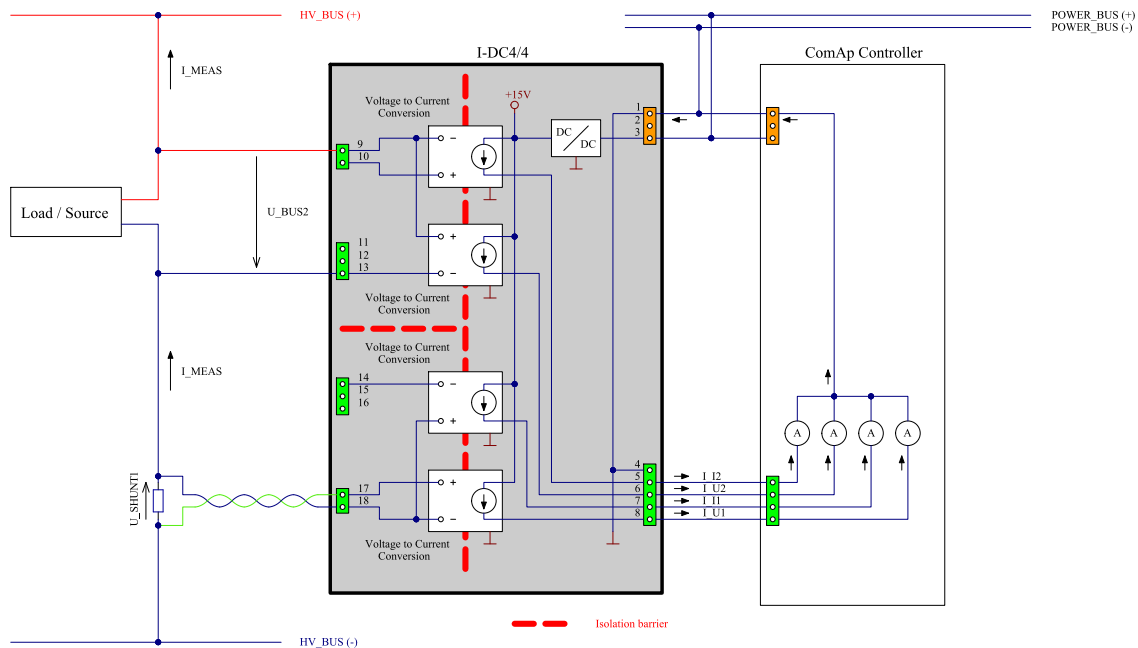 HV_BUS (+)
POWER_BUS (+)
POWER_BUS (-)
I-DC4/4
ComAp Controller
I_MEAS
+15V
Voltage to Current
Conversion
1
2
3
DC
DC
9
10
−
+
Load / Source
U_BUS2
11
12
13
+
−
Voltage to Current
Conversion
Voltage to Current
Conversion
I_MEAS
14
15
16
−
+
A
A
A
A
U_SHUNT1
17
18
+
−
4
5
6
7
8
I_I2
I_U2
I_I1
I_U1
Voltage to Current
Conversion
Isolation barrier
HV_BUS (-)